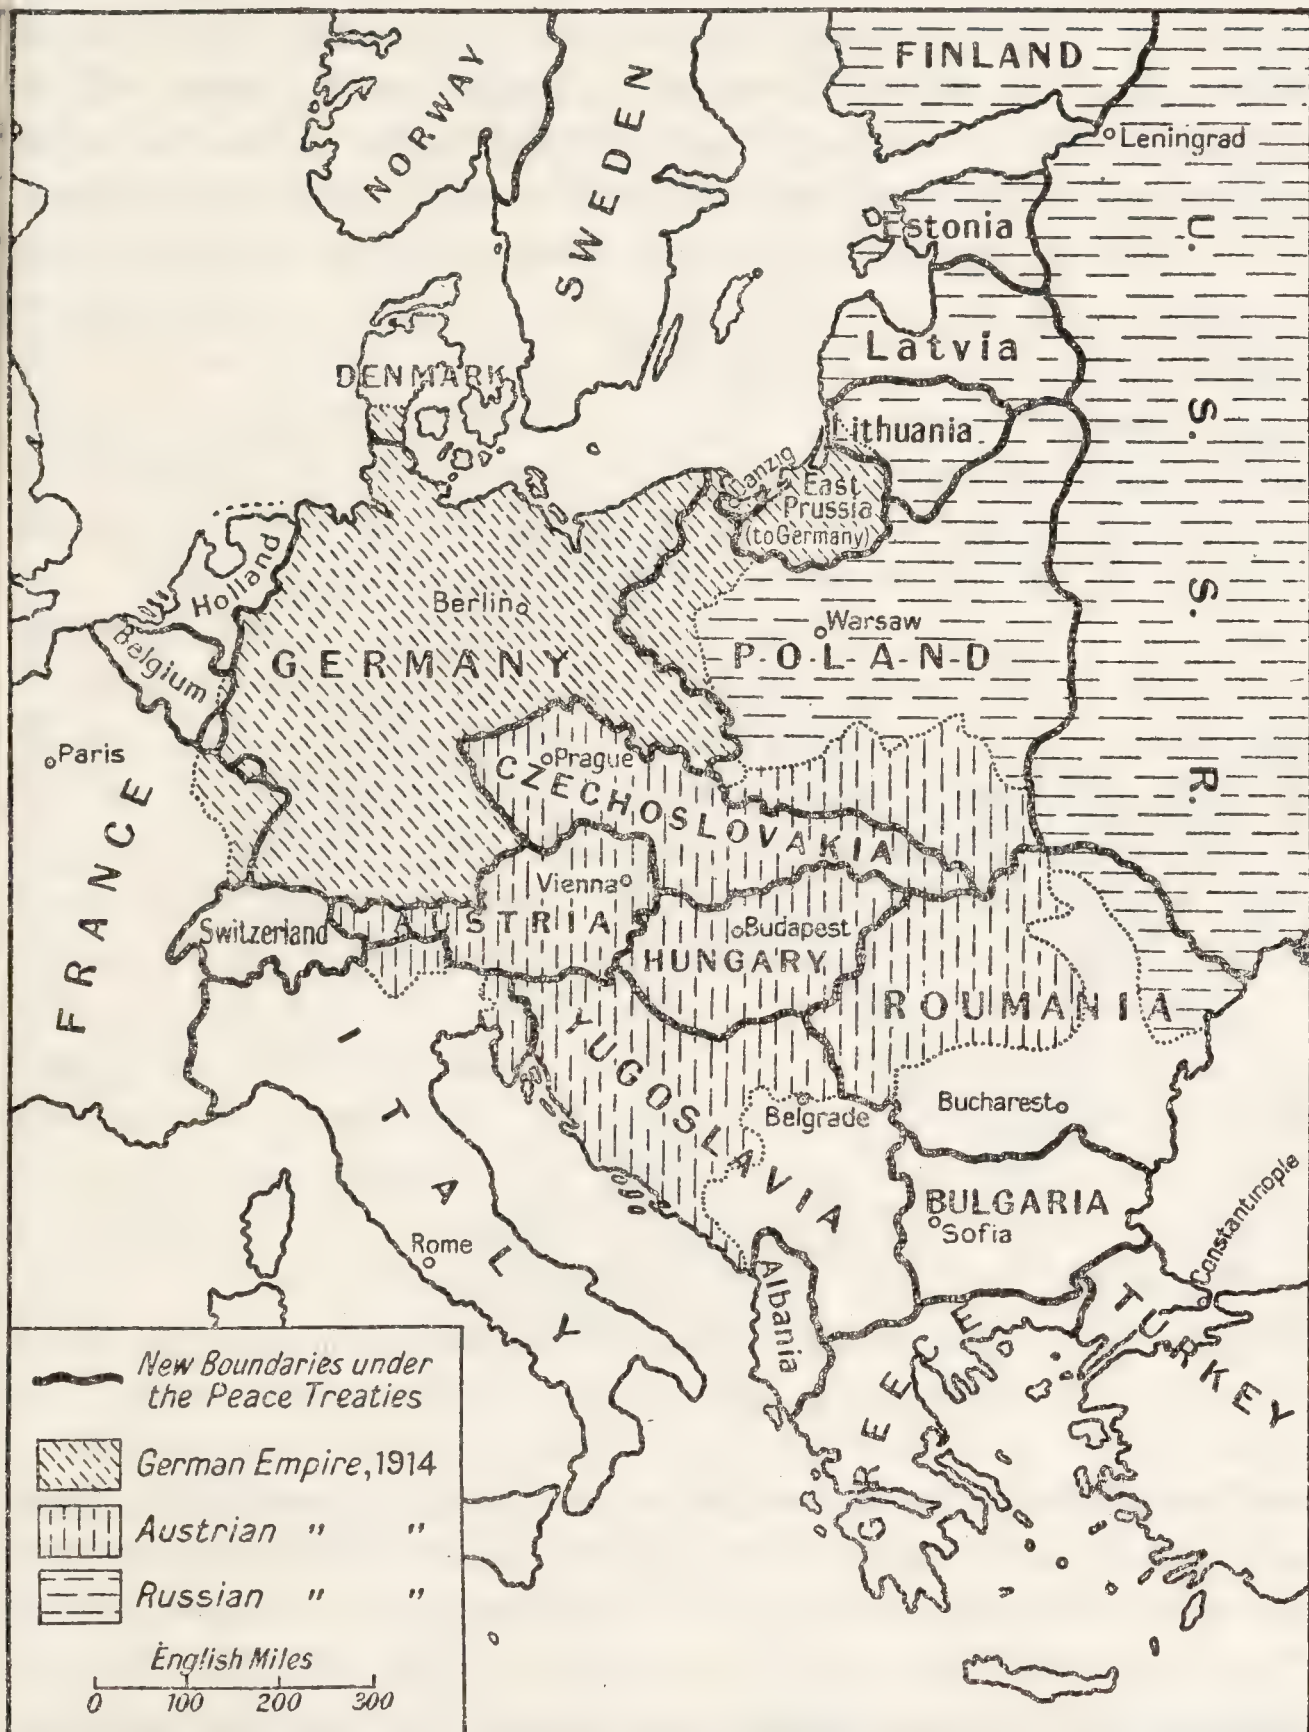 FINLAND
NORWAY
SWEDEN
Leningrad
U.S.S.R.
Estonia
Latvia
DENMARK
Lithuania
Danzig
East
Prussia
(to Germany)
Holland
Berlin
Belgium
GERMANY
Warsaw
P-O-L-A-N-D
Paris
Prague
CZECHOSLOVAKIA
FRANCE
Vienna
Switzerland
AUSTRIA
Budapest
HUNGARY
ROUMANIA
ITALY
YUGOSLAVIA
Belgrade
Bucharest
BULGARIA
Sofia
Constantinople
Rome
Albania
TURKEY
GREECE
New Boundaries under
the Peace Treaties
German Empire, 1914
Austrian " "
Russian " "
English Miles
0 100 200 300